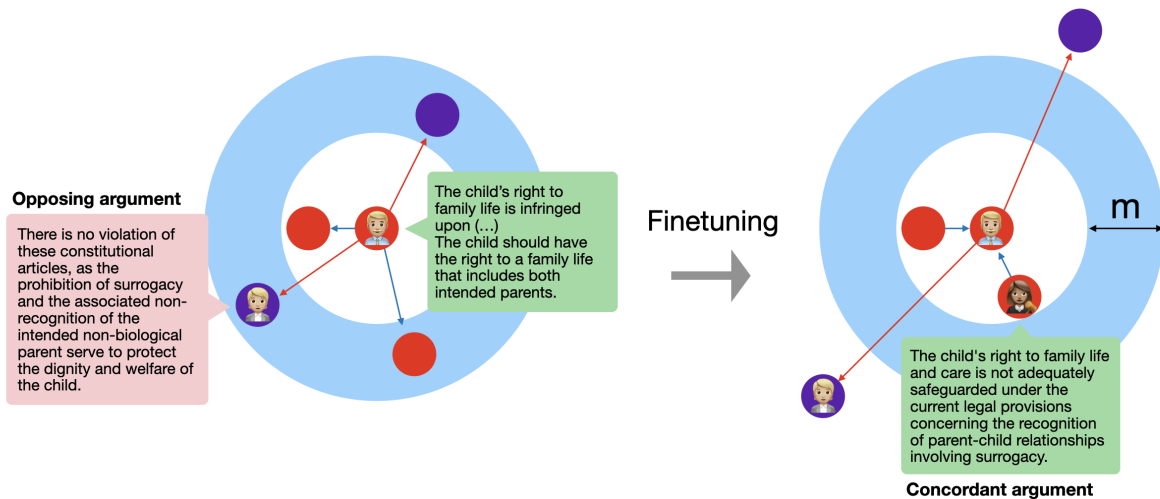 Opposing argument
There is no violation of
these constitutional
articles, as the
prohibition of surrogacy
and the associated non-
recognition of the
intended non-biological
parent serve to protect
the dignity and welfare of
the child.
The child's right to
family life is infringed
upon (...)
The child should have
the right to a family life
that includes both
intended parents.
Finetuning
m
The child's right to family life
and care is not adequately
safeguarded under the
current legal provisions
concerning the recognition
of parent-child relationships
involving surrogacy.
Concordant argument